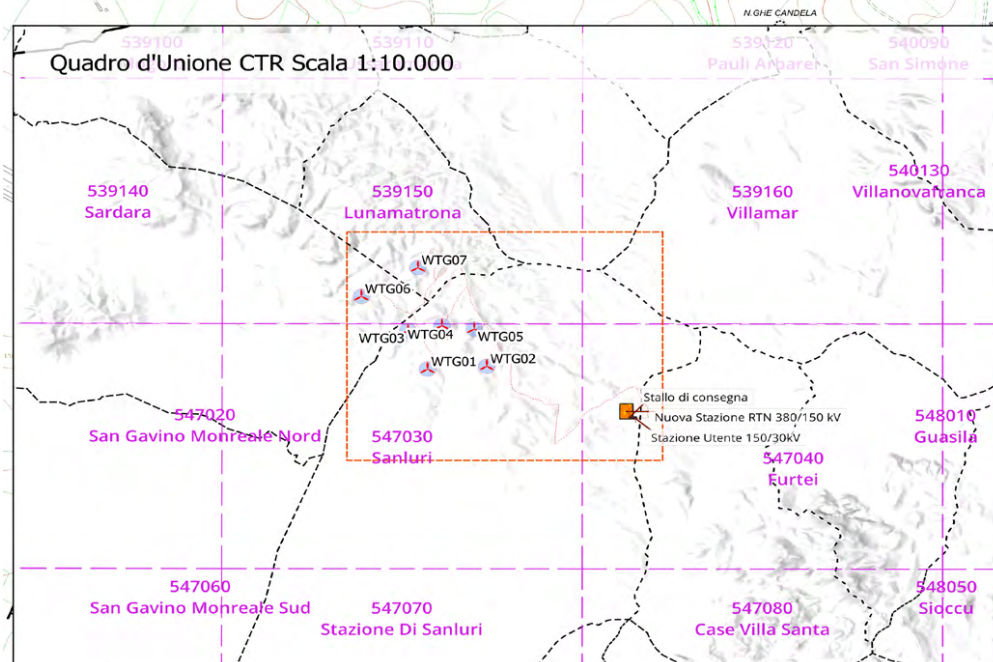 N.GHE CANDELA
539100
539110
539120
540090
Quadro d'Unione CTR Scala 1:10.000
Pauli Arbarei
San Simone
539140
Sardara
539150
Lunamatrona
539160
Villamar
540130
Villanovafranca
WTG07
WTG06
WTG03
WTG04
WTG05
WTG01
WTG02
Stallo di consegna
Nuova Stazione RTN 380/150 kV
Stazione Utente 150/30kV
547020
San Gavino Monreale Nord
547030
Sanluri
547040
Furtei
548010
Guasila
547060
San Gavino Monreale Sud
547070
Stazione Di Sanluri
547080
Case Villa Santa
548050
Sioccu